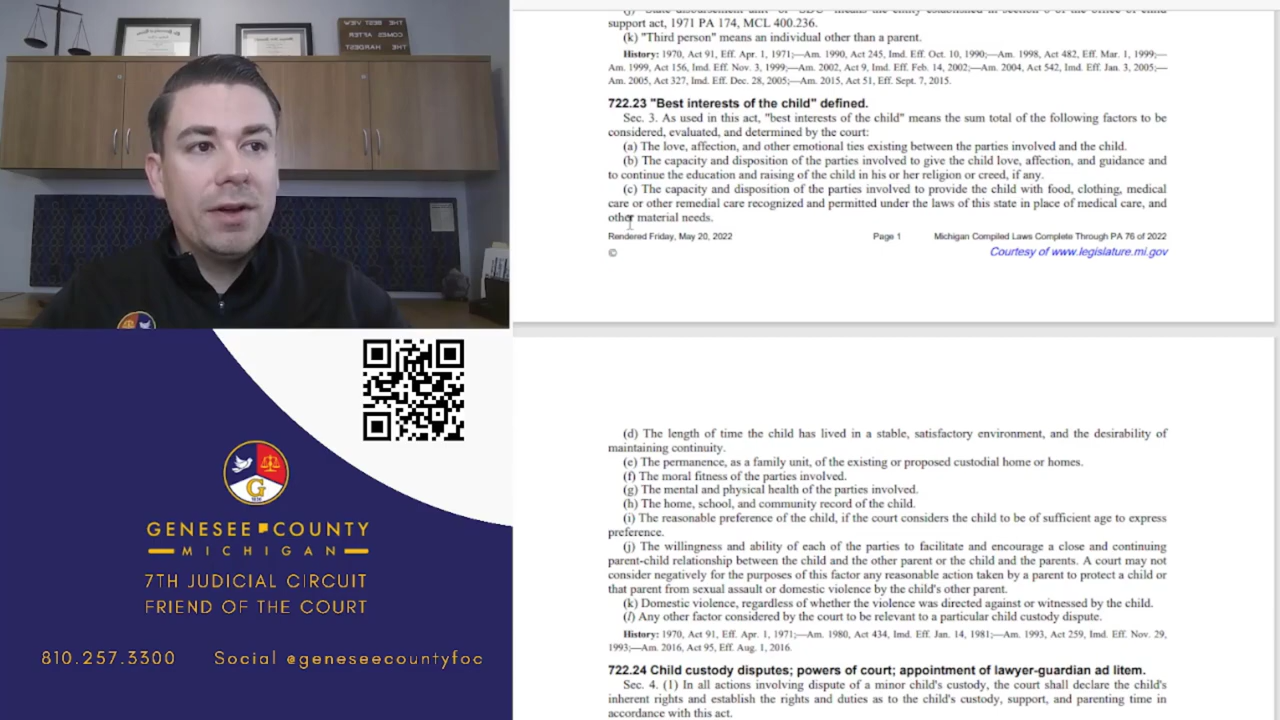 THE BEST VIEW
COMES AFTER
THE HARDEST
GENESEE COUNTY
MICHIGAN
7TH JUDICIAL CIRCUIT
FRIEND OF THE COURT
810.257.3300 Social @geneseecountyfoc
support act, 1971 PA 174, MCL 400.236.
(k) "Third person" means an individual other than a parent.
History: 1970, Act 91, Eff. Apr. 1, 1971;—Am. 1990, Act 245, Imd. Eff. Oct. 10, 1990;—Am. 1998, Act 482, Eff. Mar. 1, 1999;—
Am. 1999, Act 156, Imd. Eff. Nov. 3, 1999;—Am. 2002, Act 9, Imd. Eff. Feb. 14, 2002;—Am. 2004, Act 542, Imd. Eff. Jan. 3, 2005;—
Am. 2005, Act 327, Imd. Eff. Dec. 28, 2005;—Am. 2015, Act 51, Eff. Sept. 7, 2015.
722.23 "Best interests of the child" defined.
Sec. 3. As used in this act, "best interests of the child" means the sum total of the following factors to be
considered, evaluated, and determined by the court:
(a) The love, affection, and other emotional ties existing between the parties involved and the child.
(b) The capacity and disposition of the parties involved to give the child love, affection, and guidance and
to continue the education and raising of the child in his or her religion or creed, if any.
(c) The capacity and disposition of the parties involved to provide the child with food, clothing, medical
care or other remedial care recognized and permitted under the laws of this state in place of medical care, and
other material needs.
Rendered Friday, May 20, 2022 Page 1 Michigan Compiled Laws Complete Through PA 76 of 2022
© Courtesy of www.legislature.mi.gov
(d) The length of time the child has lived in a stable, satisfactory environment, and the desirability of
maintaining continuity.
(e) The permanence, as a family unit, of the existing or proposed custodial home or homes.
(f) The moral fitness of the parties involved.
(g) The mental and physical health of the parties involved.
(h) The home, school, and community record of the child.
(i) The reasonable preference of the child, if the court considers the child to be of sufficient age to express
preference.
(j) The willingness and ability of each of the parties to facilitate and encourage a close and continuing
parent-child relationship between the child and the other parent or the child and the parents. A court may not
consider negatively for the purposes of this factor any reasonable action taken by a parent to protect a child or
that parent from sexual assault or domestic violence by the child's other parent.
(k) Domestic violence, regardless of whether the violence was directed against or witnessed by the child.
(l) Any other factor considered by the court to be relevant to a particular child custody dispute.
History: 1970, Act 91, Eff. Apr. 1, 1971;—Am. 1980, Act 434, Imd. Eff. Jan. 14, 1981;—Am. 1993, Act 259, Imd. Eff. Nov. 29,
1993;—Am. 2016, Act 95, Eff. Aug. 1, 2016.
722.24 Child custody disputes; powers of court; appointment of lawyer-guardian ad litem.
Sec. 4. (1) In all actions involving dispute of a minor child's custody, the court shall declare the child's
inherent rights and establish the rights and duties as to the child's custody, support, and parenting time in
accordance with this act.